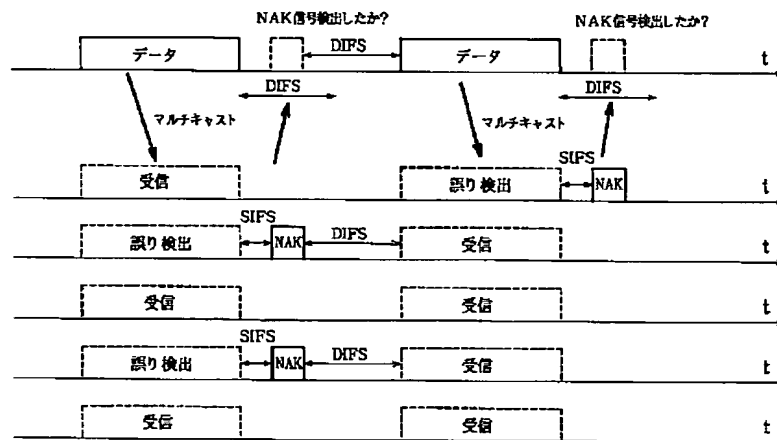 NAK信号検出したか?
NAK信号検出したか?
データ
DIFS
データ
t
DIFS
DIFS
マルチキャスト
マルチキャスト
受信
誤り検出
SIFS
NAK
t
誤り検出
SIFS
NAK
DIFS
受信
t
受信
受信
t
誤り検出
SIFS
NAK
DIFS
受信
t
受信
受信
t